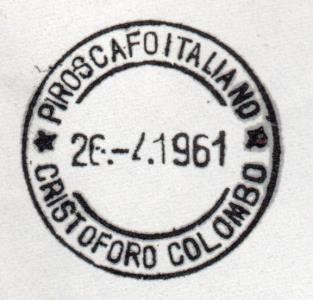 PIROSCAFO ITALIANO
26.-4.1961
CRISTOFORO COLOMBO